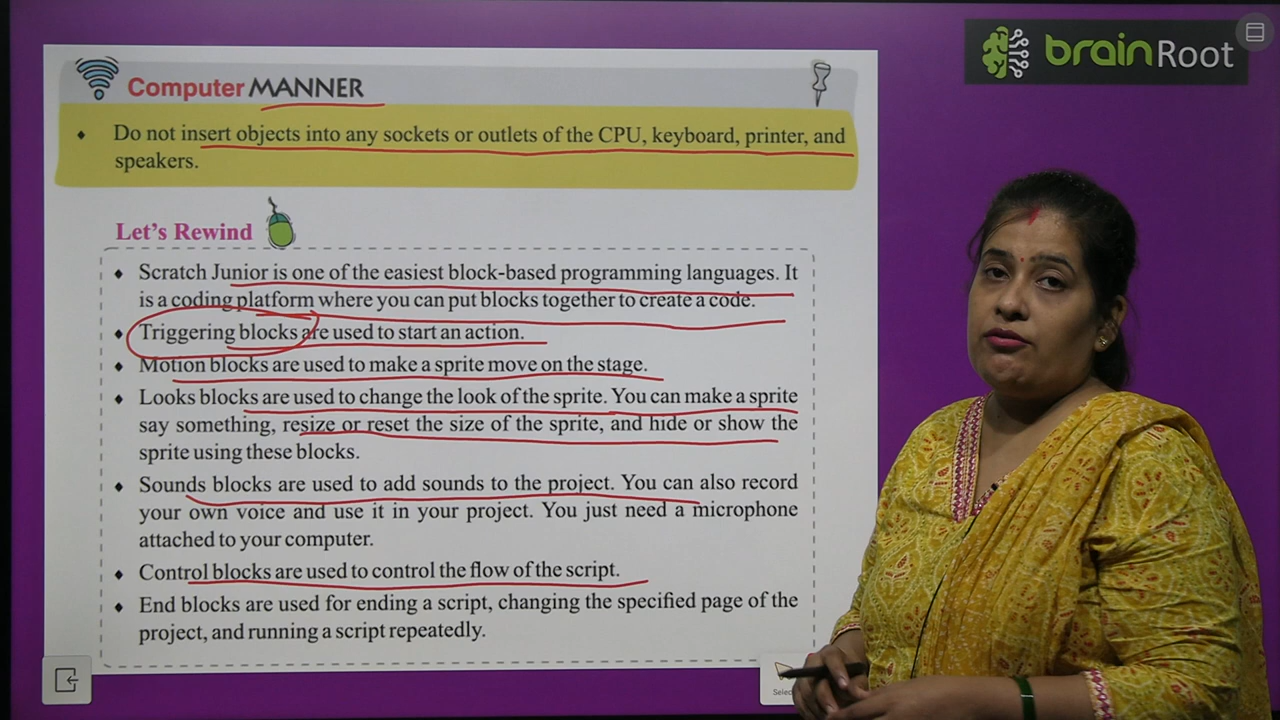 brainRoot
Computer MANNER
♦ Do not insert objects into any sockets or outlets of the CPU, keyboard, printer, and
speakers.
Let's Rewind
♦ Scratch Junior is one of the easiest block-based programming languages. It
is a coding platform where you can put blocks together to create a code.
♦ Triggering blocks are used to start an action.
♦ Motion blocks are used to make a sprite move on the stage.
♦ Looks blocks are used to change the look of the sprite. You can make a sprite
say something, resize or reset the size of the sprite, and hide or show the
sprite using these blocks.
♦ Sounds blocks are used to add sounds to the project. You can also record
your own voice and use it in your project. You just need a microphone
attached to your computer.
♦ Control blocks are used to control the flow of the script.
♦ End blocks are used for ending a script, changing the specified page of the
project, and running a script repeatedly.